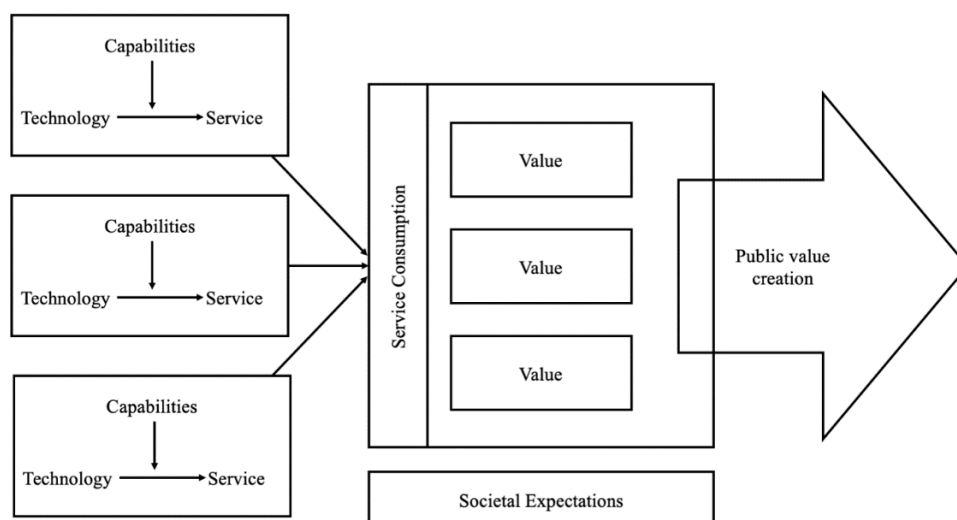 Capabilities
Technology Service
Capabilities
Technology Service
Capabilities
Technology Service
Service Consumption
Value
Value
Value
Public value
creation
Societal Expectations